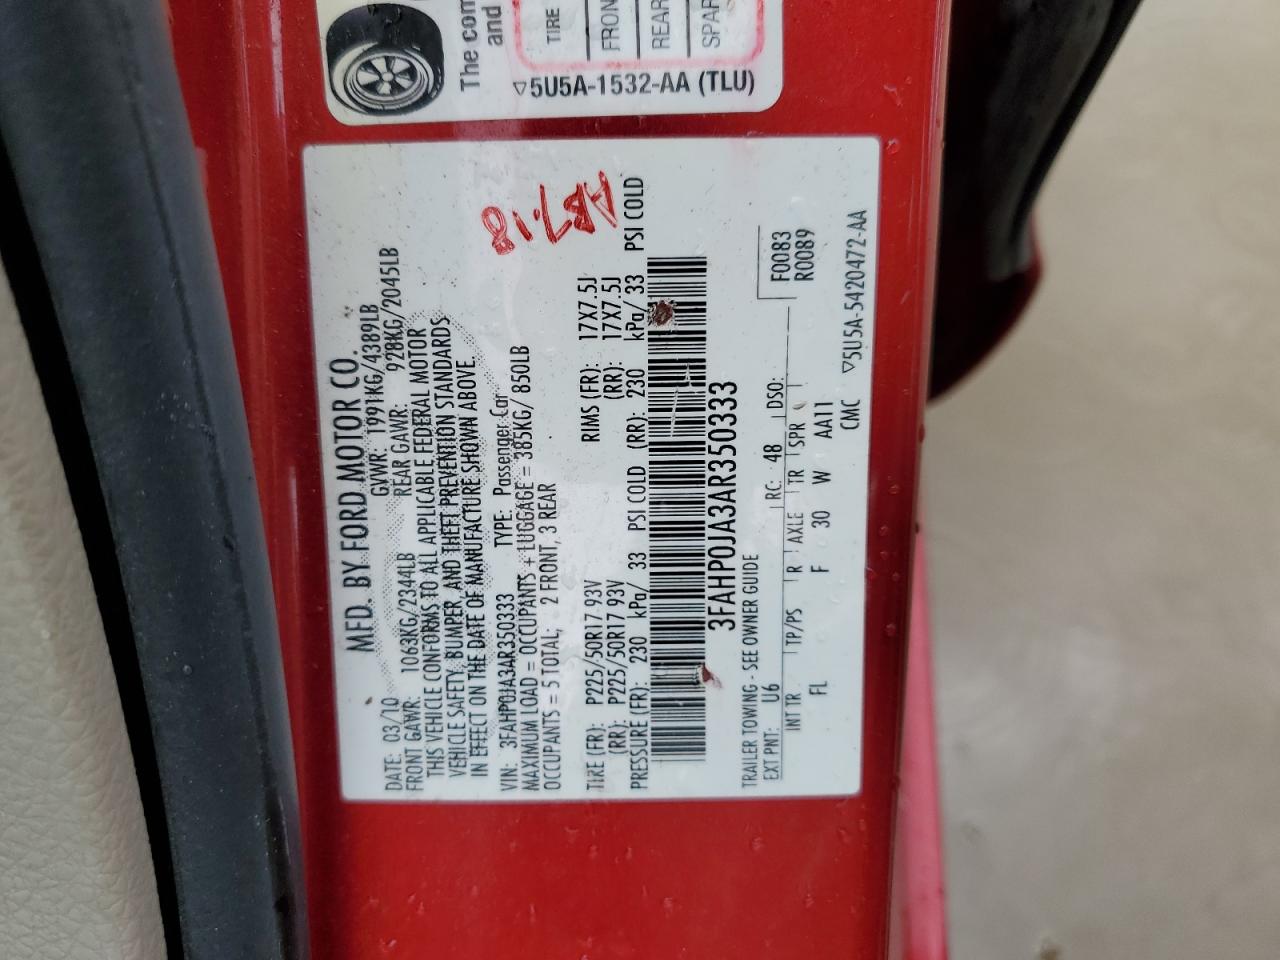 The com
and
TIRE
FRON
REAR
SPAR
▽5U5A-1532-AA (TLU)
MFD. BY FORD MOTOR CO.
DATE: 03/10 GVWR: 1991KG/4389LB
FRONT GAWR: 1063KG/2344LB REAR GAWR: 928KG/2045LB
THIS VEHICLE CONFORMS TO ALL APPLICABLE FEDERAL MOTOR
VEHICLE SAFETY, BUMPER, AND THEFT PREVENTION STANDARDS
IN EFFECT ON THE DATE OF MANUFACTURE SHOWN ABOVE.
VIN: 3FAHP0JA3AR350333 TYPE: Passenger Car
MAXIMUM LOAD = OCCUPANTS + LUGGAGE = 385KG/ 850LB
OCCUPANTS = 5 TOTAL; 2 FRONT, 3 REAR
AB7.18
TIRE (FR): P225/50R17 93V RIMS (FR): 17X7.5J
(RR): P225/50R17 93V (RR): 17X7.5J
PRESSURE (FR): 230 kPa/ 33 PSI COLD (RR): 230 kPa/ 33 PSI COLD
3FAHP0JA3AR350333
TRAILER TOWING - SEE OWNER GUIDE
EXT PNT: U6 RC: 48 DSO: F0083
R0089
INT TR TP/PS R AXLE TR SPR
FL F 30 W AA11
CMC ▽5U5A-5420472-AA